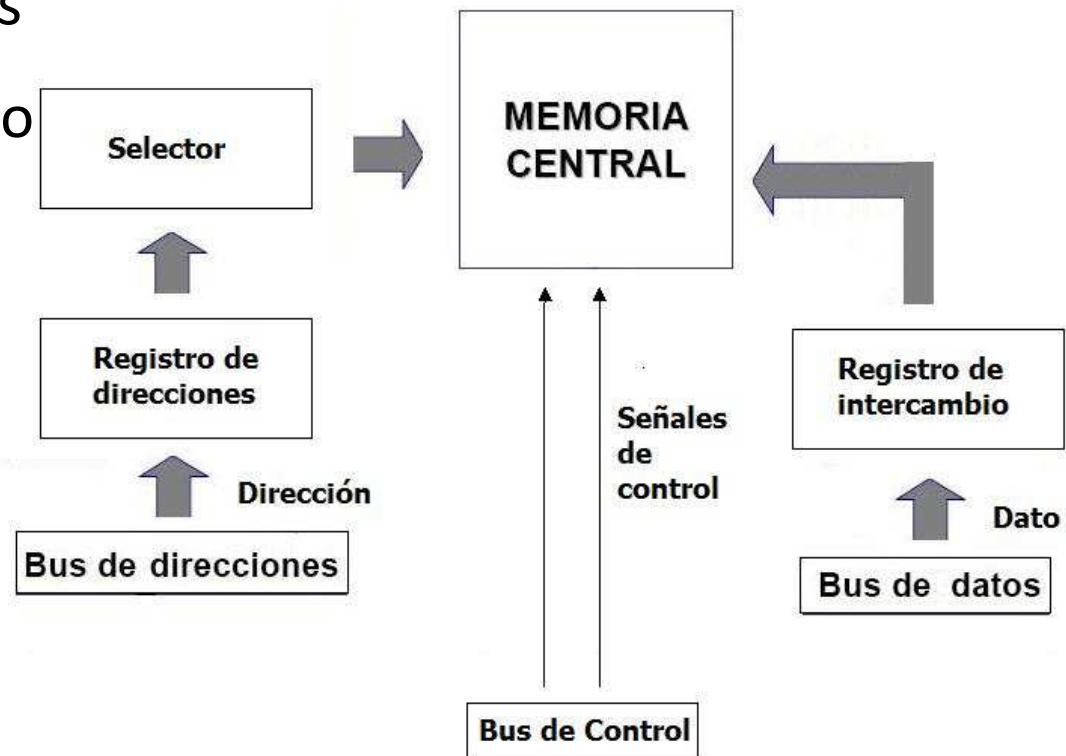 s
o
Selector
MEMORIA
CENTRAL
Registro de
direcciones
Registro de
intercambio
Señales
de
control
Dirección
Dato
Bus de direcciones
Bus de datos
Bus de Control